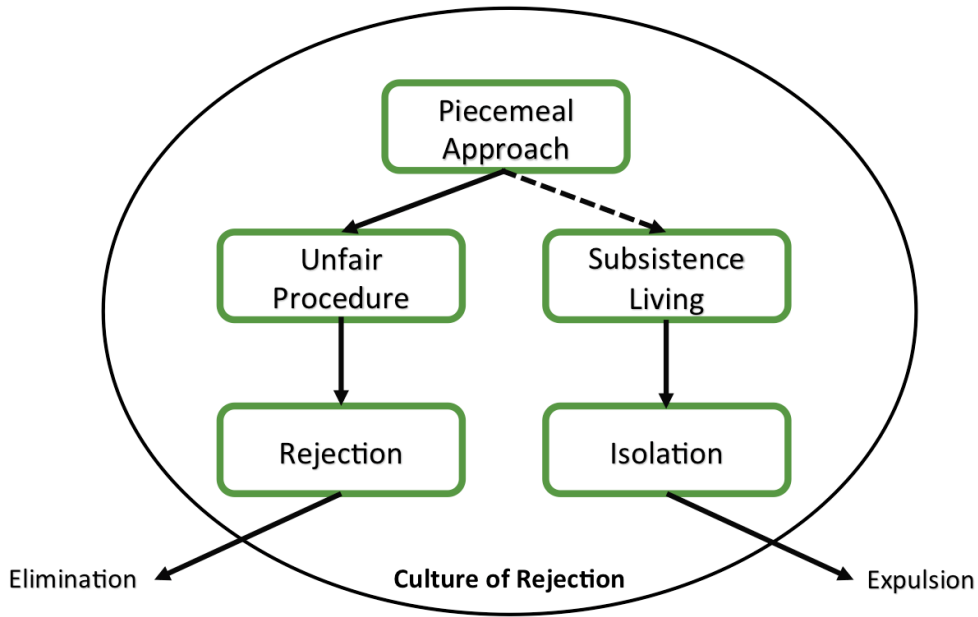 Piecemeal
Approach
Unfair
Procedure
Subsistence
Living
Rejection
Isolation
Elimination
Culture of Rejection
Expulsion